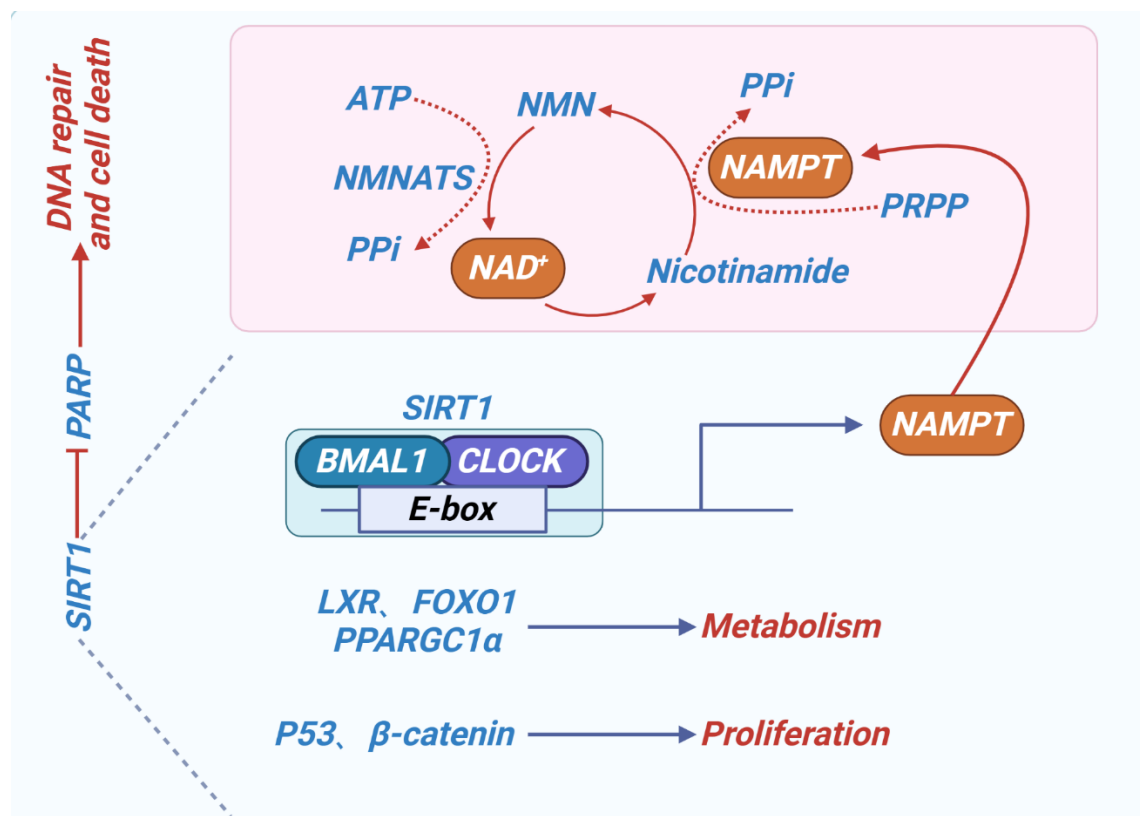 DNA repair
and cell death
PARP
SIRT1
ATP
NMN
PPi
NMNATS
NAMPT
PRPP
PPi
NAD⁺
Nicotinamide
SIRT1
BMAL1
CLOCK
E-box
NAMPT
LXR、 FOXO1
PPARGC1α
Metabolism
P53、 β-catenin
Proliferation